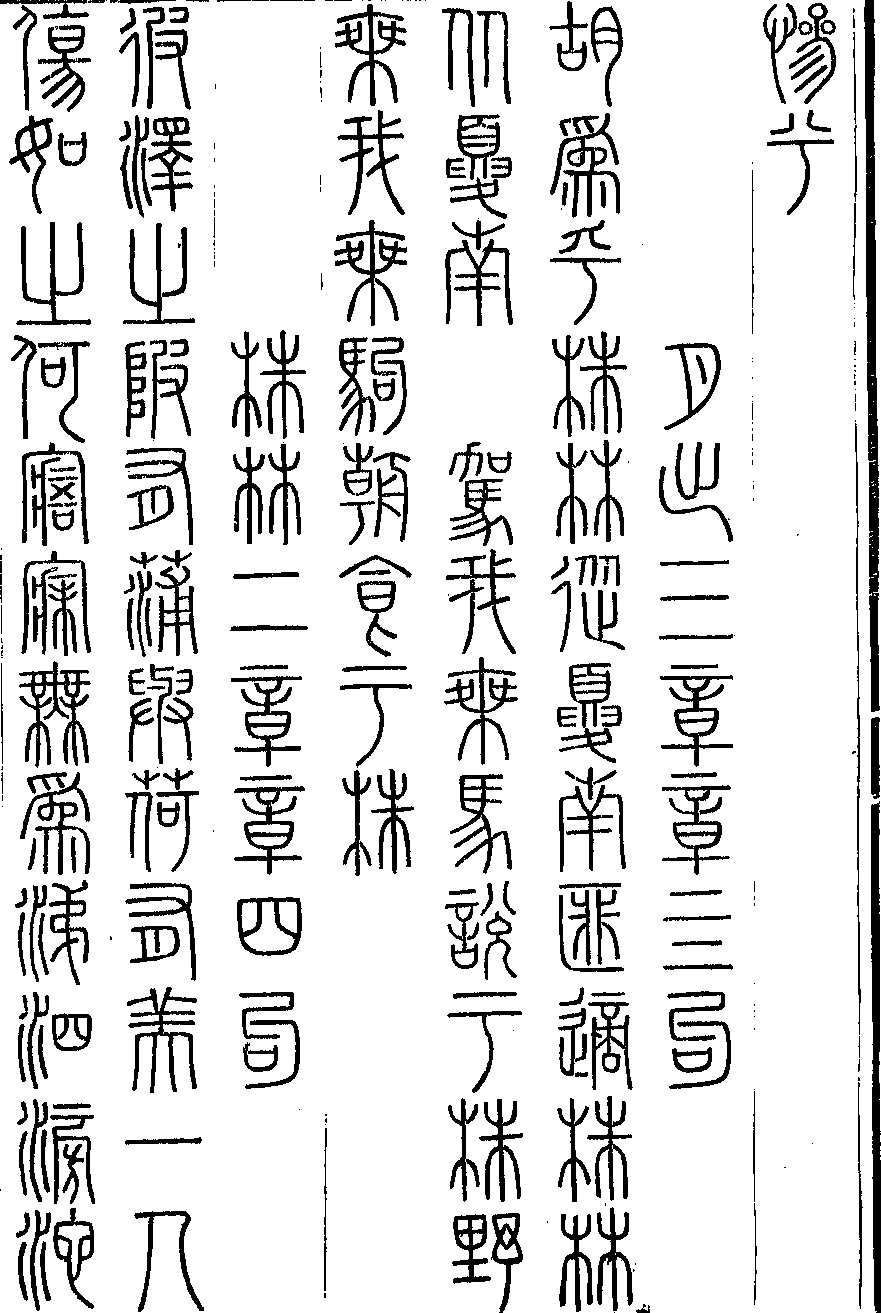 慘兮
月出三章章亖句
胡爲乎株林從夏南匪適株林
从夏南　駕我乘馬說于株野
乘我乘駒朝食于株
株林二章章四句
彼澤之陂有蒲與荷有美一人
傷如之何寤寐無爲涕泗滂沱